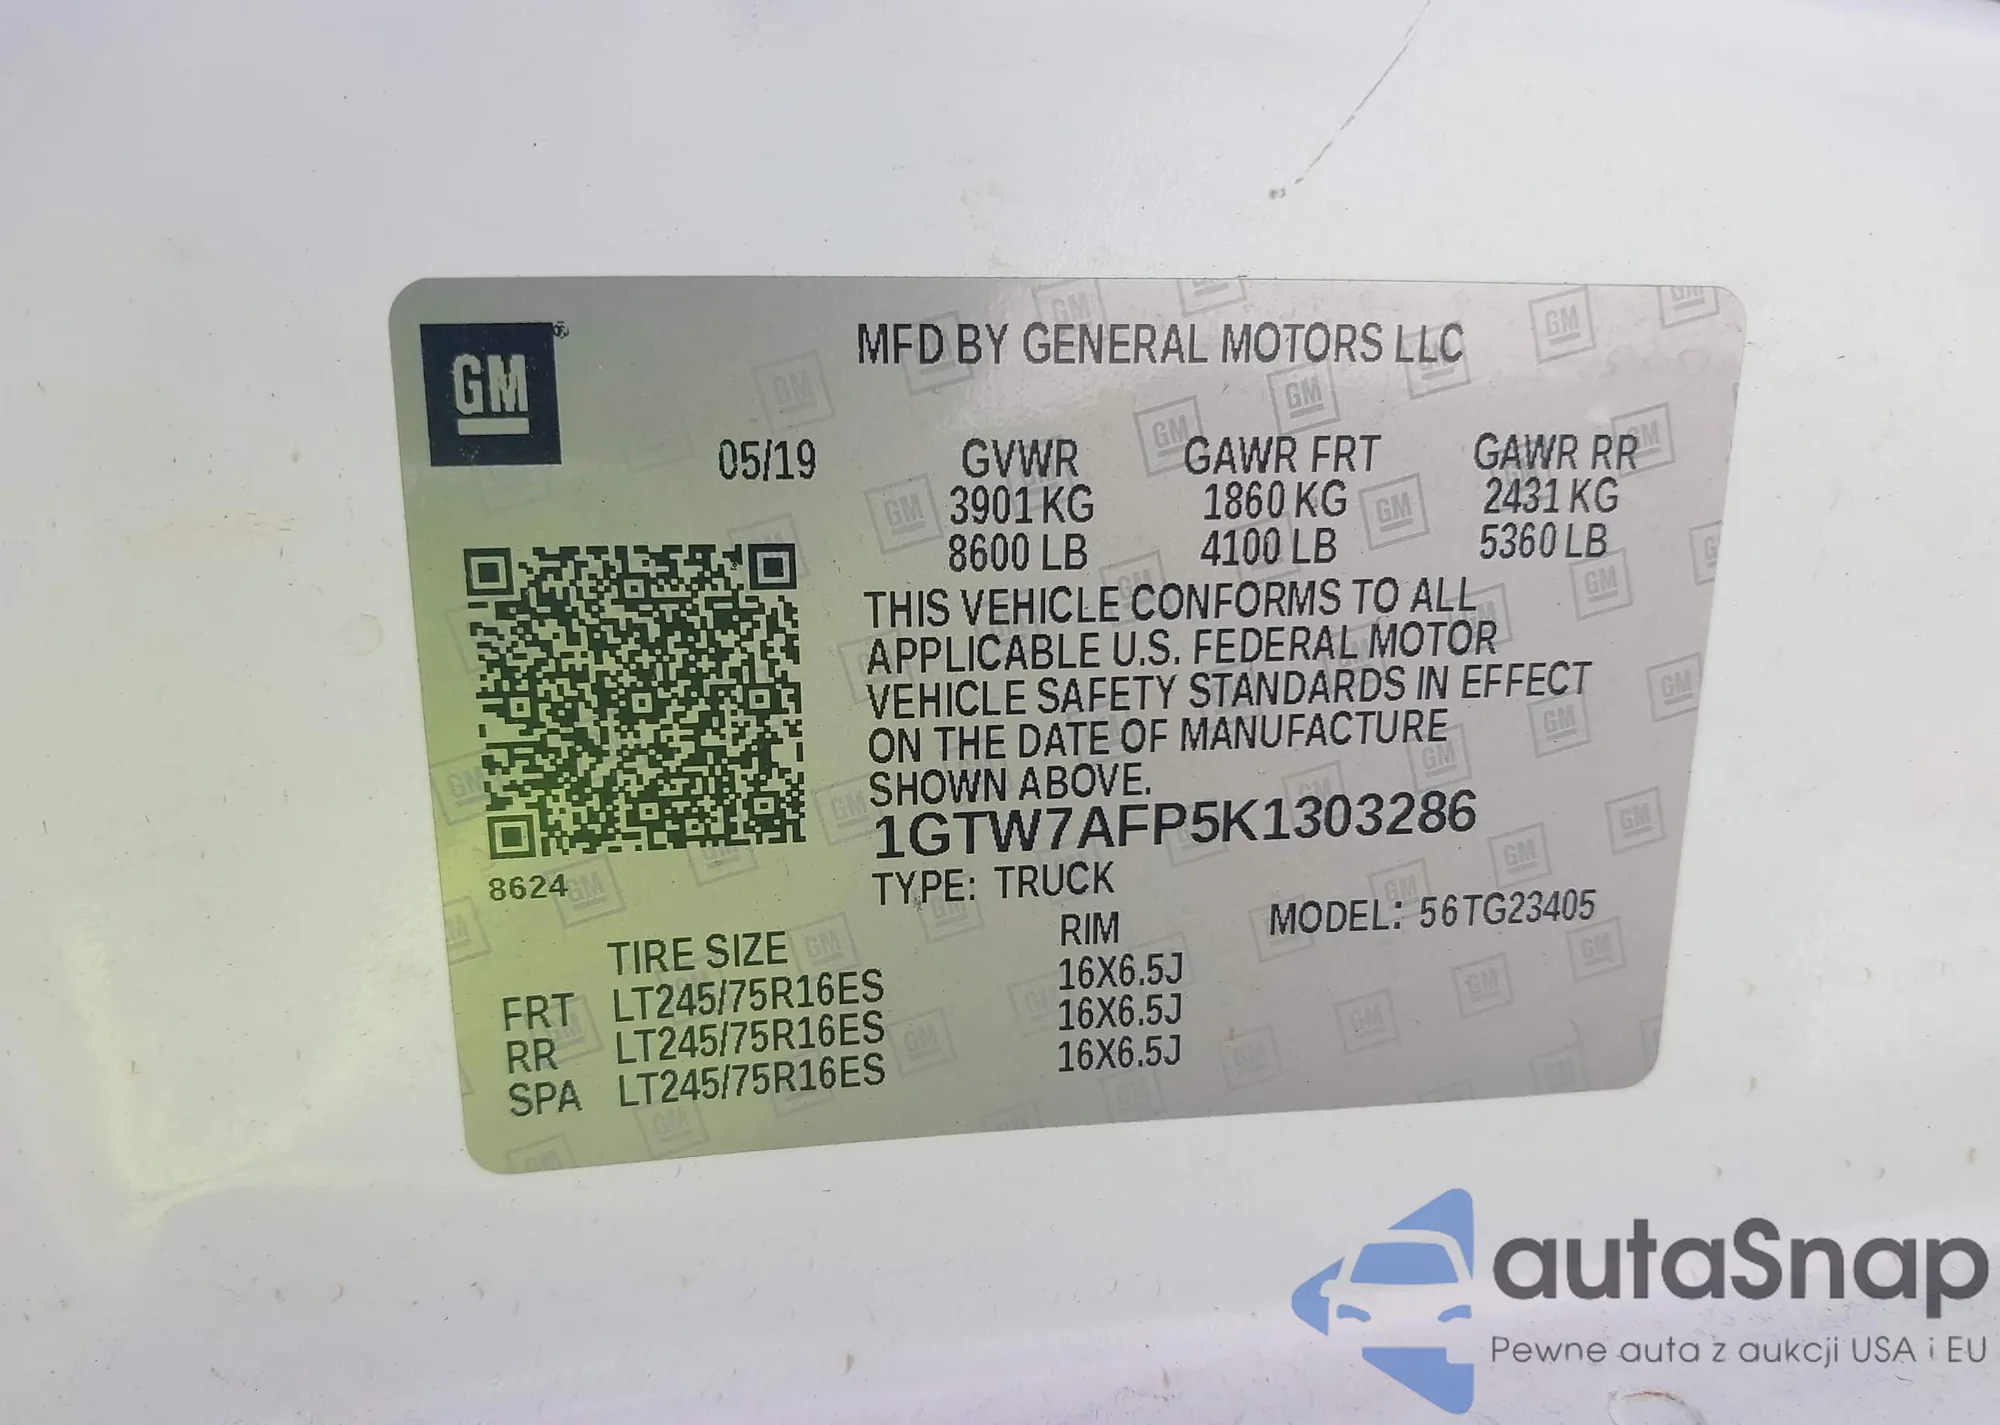 GM
MFD BY GENERAL MOTORS LLC
05/19 GVWR GAWR FRT GAWR RR
3901 KG 1860 KG 2431 KG
8600 LB 4100 LB 5360 LB
THIS VEHICLE CONFORMS TO ALL
APPLICABLE U.S. FEDERAL MOTOR
VEHICLE SAFETY STANDARDS IN EFFECT
ON THE DATE OF MANUFACTURE
SHOWN ABOVE.
1GTW7AFP5K1303286
8624
TYPE: TRUCK
MODEL: 56TG23405
TIRE SIZE RIM
FRT LT245/75R16ES 16X6.5J
RR LT245/75R16ES 16X6.5J
SPA LT245/75R16ES 16X6.5J
autaSnap
Pewne auta z aukcji USA i EU